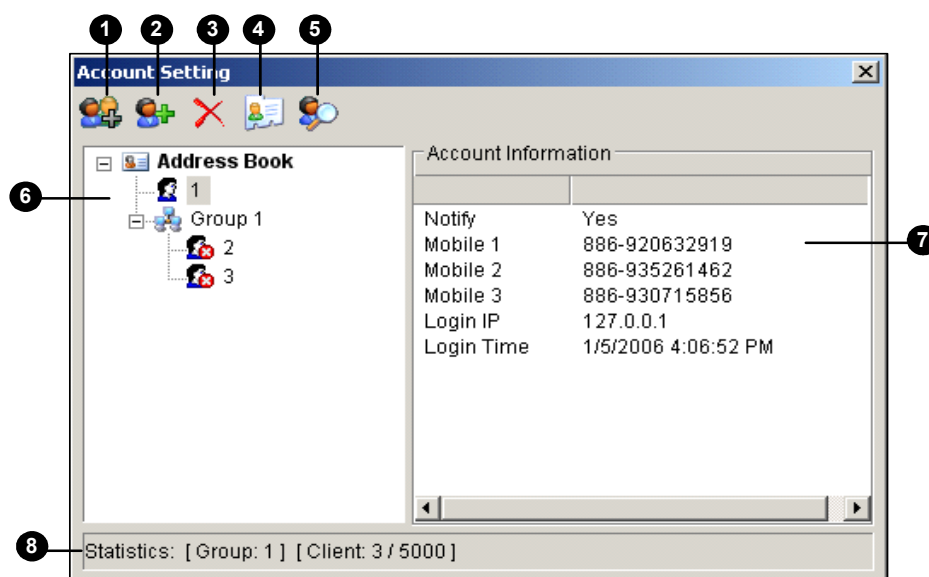 1 2 3 4 5
Account Setting
Address Book
Account Information
6
1
Group 1
Notify Yes
2
Mobile 1 886-920632919
7
Mobile 2 886-935261462
3
Mobile 3 886-930715856
Login IP 127.0.0.1
Login Time 1/5/2006 4:06:52 PM
8
Statistics: [ Group: 1 ] [ Client: 3 / 5000 ]